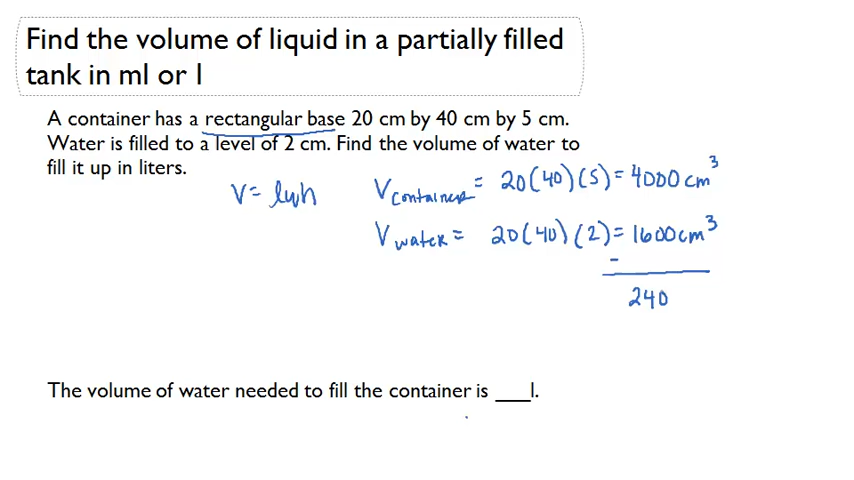 Find the volume of liquid in a partially filled
tank in ml or l
A container has a rectangular base 20 cm by 40 cm by 5 cm.
Water is filled to a level of 2 cm. Find the volume of water to
fill it up in liters.
V = lwh
V container = 20(40)(5) = 4000 cm³
V water = 20(40)(2) = 1600 cm³
-
240
The volume of water needed to fill the container is ___l.